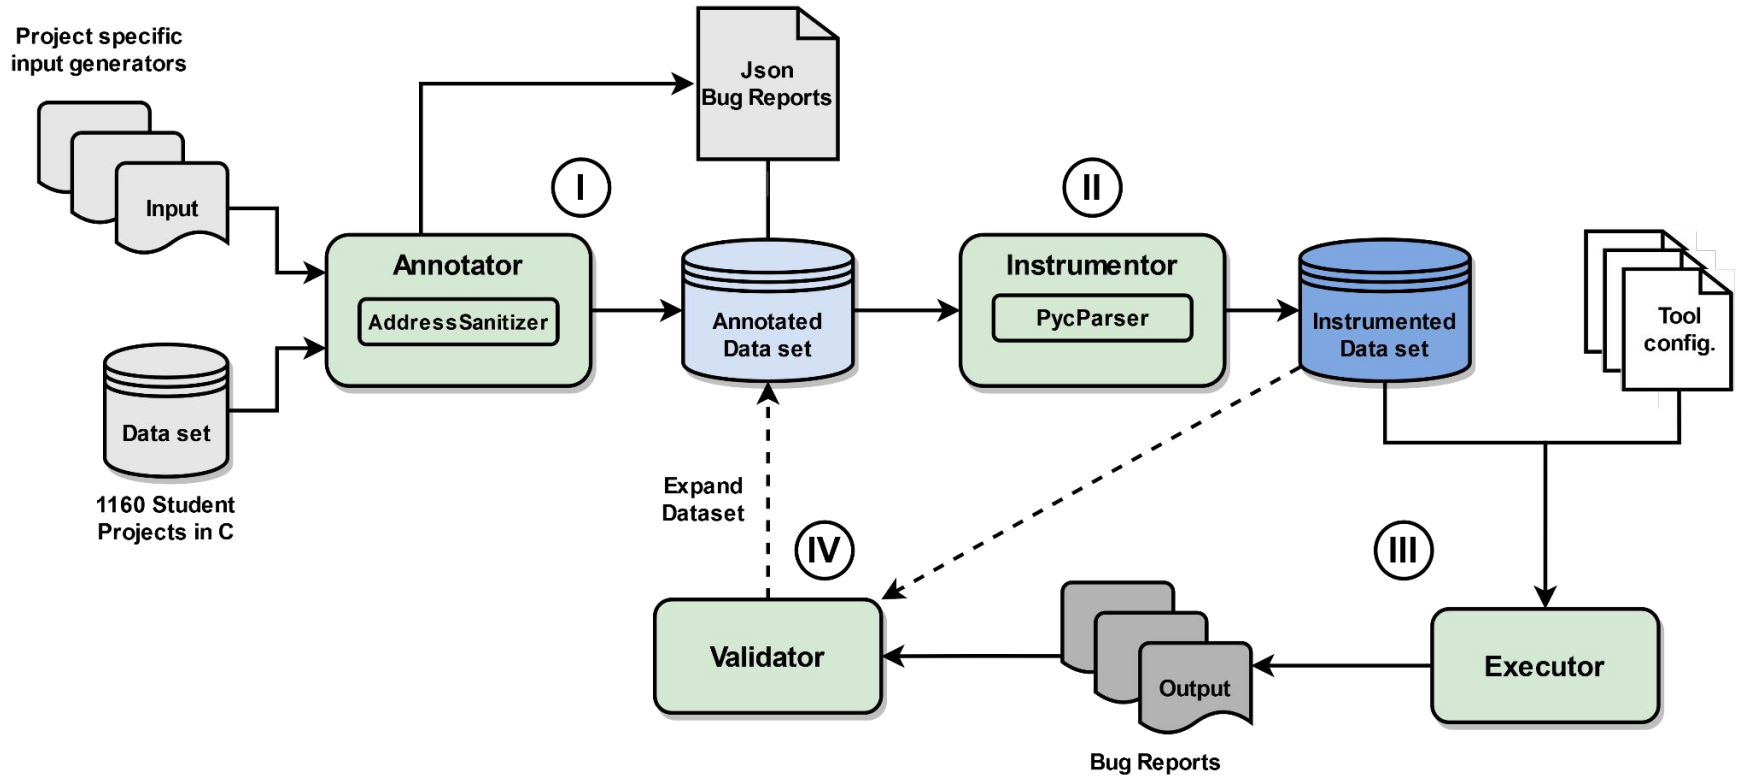 Project specific
input generators
Input
Json
Bug Reports
I
II
Annotator
AddressSanitizer
Annotated
Data set
Instrumentor
PycParser
Instrumented
Data set
Tool
config.
Data set
1160 Student
Projects in C
Expand
Dataset
IV
III
Validator
Output
Bug Reports
Executor